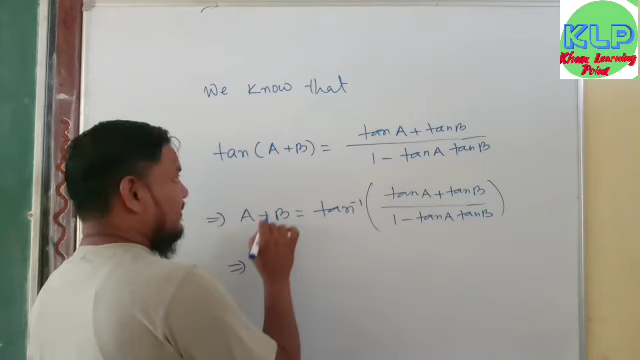 KLP
Khasa Learning
Point
We know that
tan(A+B) = (tanA + tanB)/(1 - tanA tanB)
⇒ A+B = tan⁻¹((tanA + tanB)/(1 - tanA tanB))
⇒